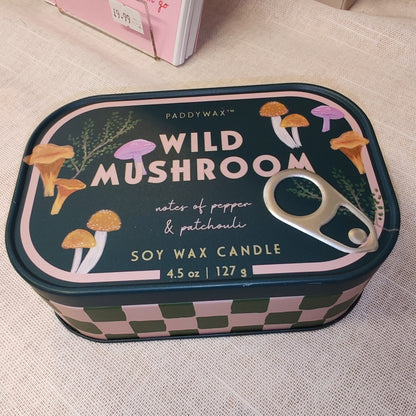 PADDYWAX™
WILD
MUSHROOM
notes of pepper
& patchouli
SOY WAX CANDLE
4.5 oz | 127 g